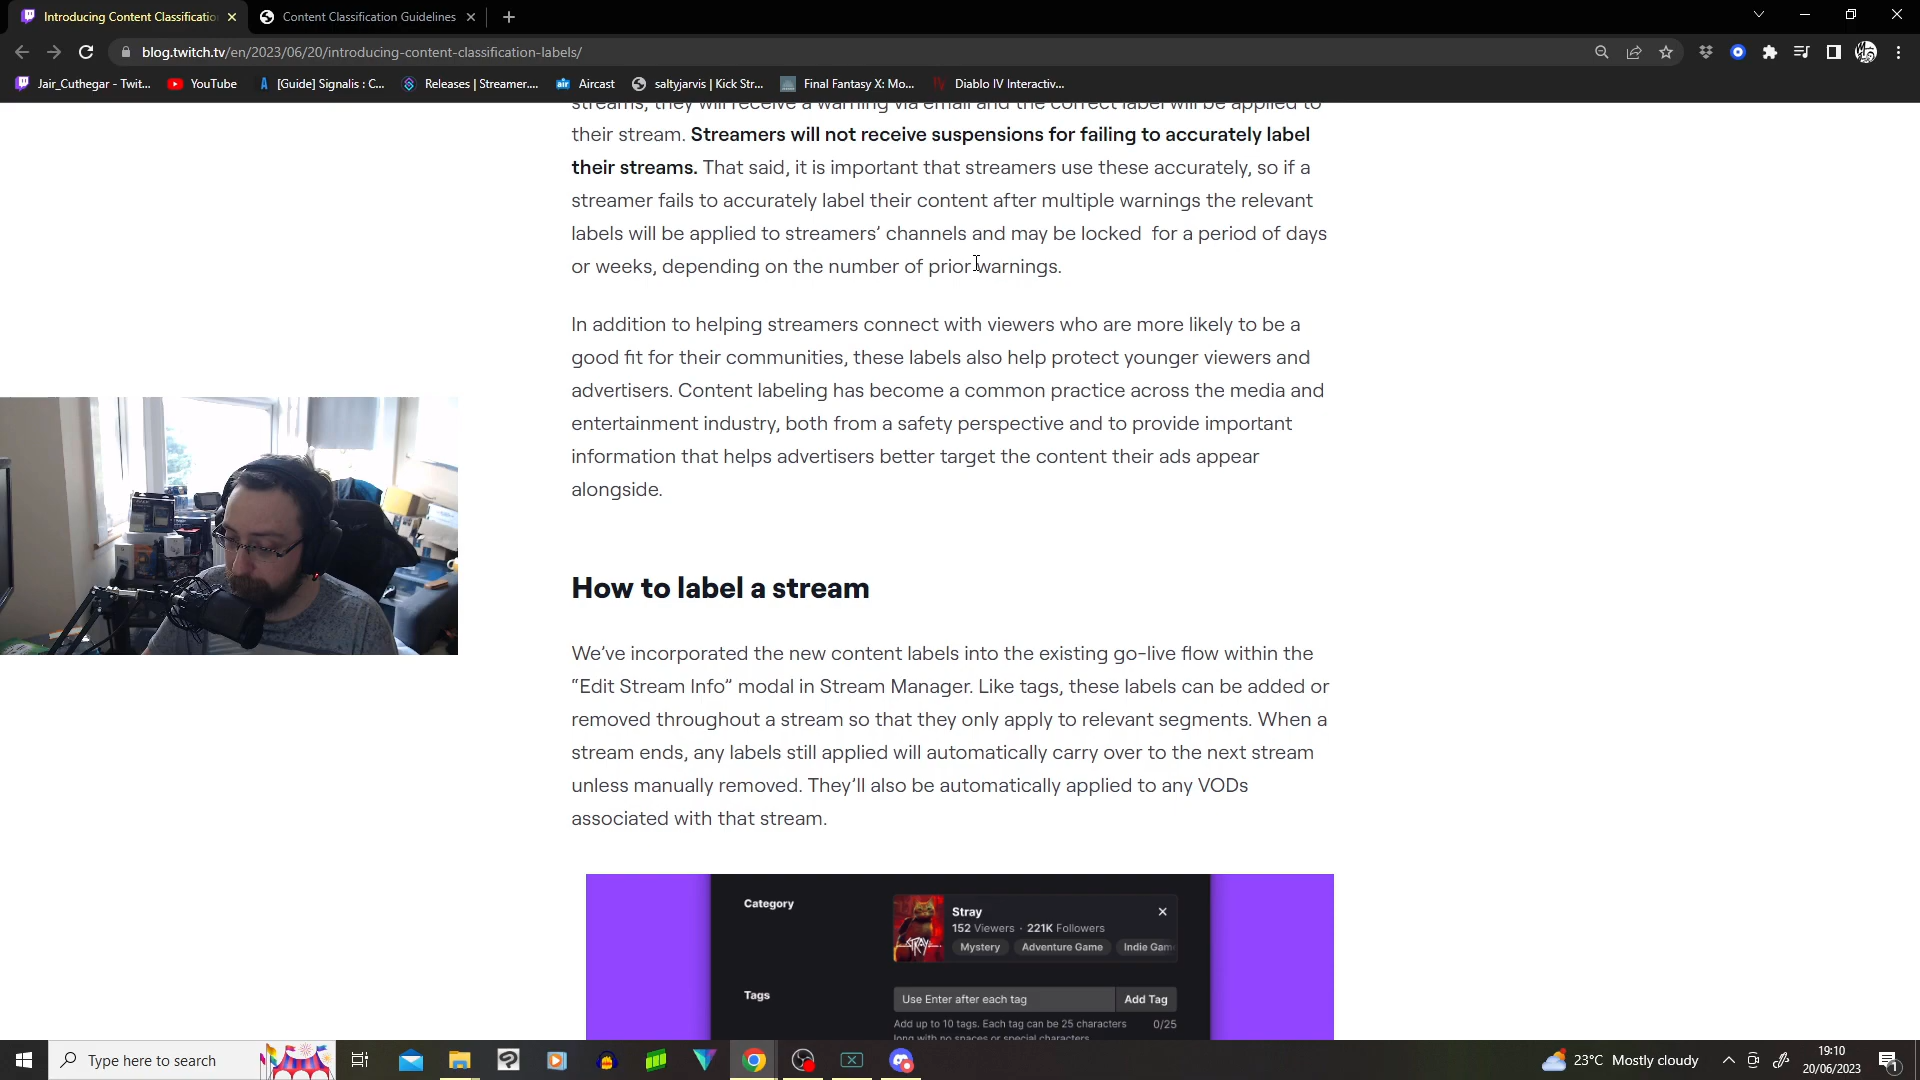 Introducing Content Classificatio
Content Classification Guidelines
blog.twitch.tv/en/2023/06/20/introducing-content-classification-labels/
Jair_Cuthegar - Twit...
YouTube
[Guide] Signalis : C...
Releases | Streamer....
Aircast
saltyjarvis | Kick Str...
Final Fantasy X: Mo...
Diablo IV Interactiv...
streams, they will receive a warning via email and the correct label will be applied to
their stream. Streamers will not receive suspensions for failing to accurately label
their streams. That said, it is important that streamers use these accurately, so if a
streamer fails to accurately label their content after multiple warnings the relevant
labels will be applied to streamers’ channels and may be locked  for a period of days
or weeks, depending on the number of prior warnings.
In addition to helping streamers connect with viewers who are more likely to be a
good fit for their communities, these labels also help protect younger viewers and
advertisers. Content labeling has become a common practice across the media and
entertainment industry, both from a safety perspective and to provide important
information that helps advertisers better target the content their ads appear
alongside.
How to label a stream
We’ve incorporated the new content labels into the existing go-live flow within the
“Edit Stream Info” modal in Stream Manager. Like tags, these labels can be added or
removed throughout a stream so that they only apply to relevant segments. When a
stream ends, any labels still applied will automatically carry over to the next stream
unless manually removed. They’ll also be automatically applied to any VODs
associated with that stream.
Category
Stray
152 Viewers · 221K Followers
Mystery Adventure Game Indie Gam
STRAY
Tags
Use Enter after each tag
Add Tag
Add up to 10 tags. Each tag can be 25 characters 0/25
long with no spaces or special characters.
Type here to search
23°C Mostly cloudy
19:10
20/06/2023
1